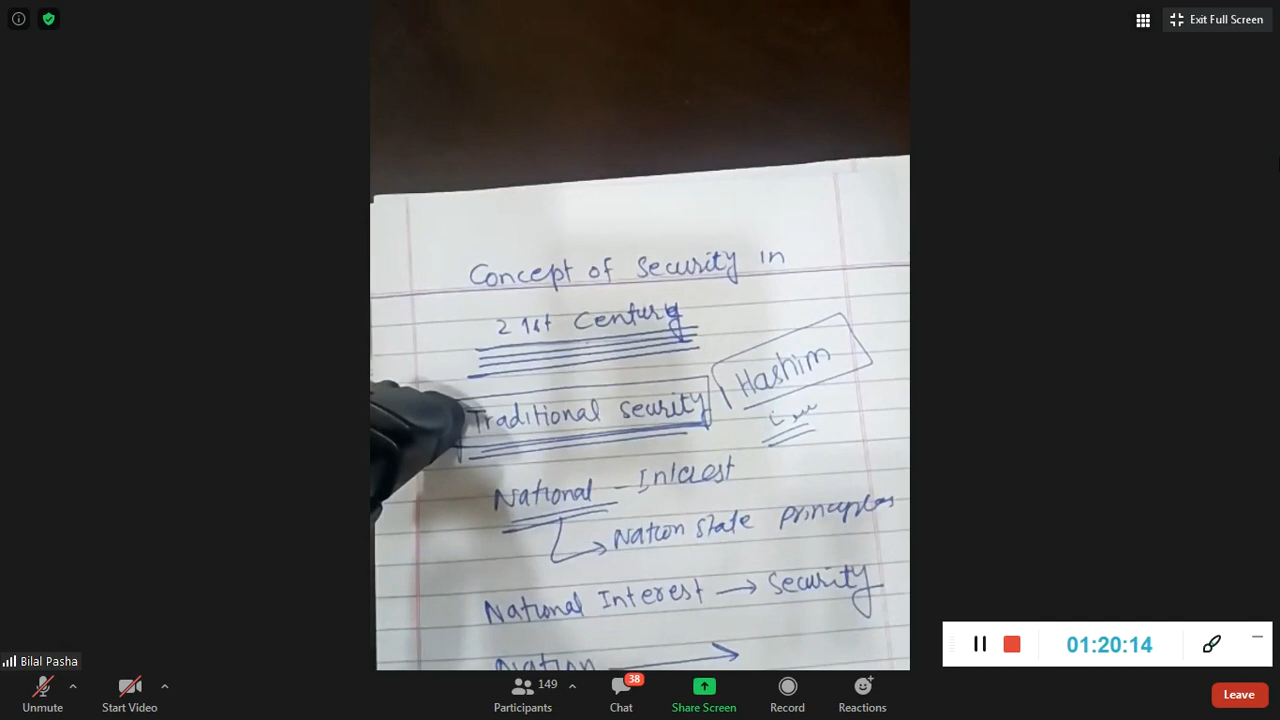 Exit Full Screen
Concept of Security in
21st Century
Hashim
Traditional Security
National - Interest
Nation state principles
National Interest → Security
Nation →
Bilal Pasha
01:20:14
Unmute
Start Video
149
Participants
38
Chat
Share Screen
Record
Reactions
Leave